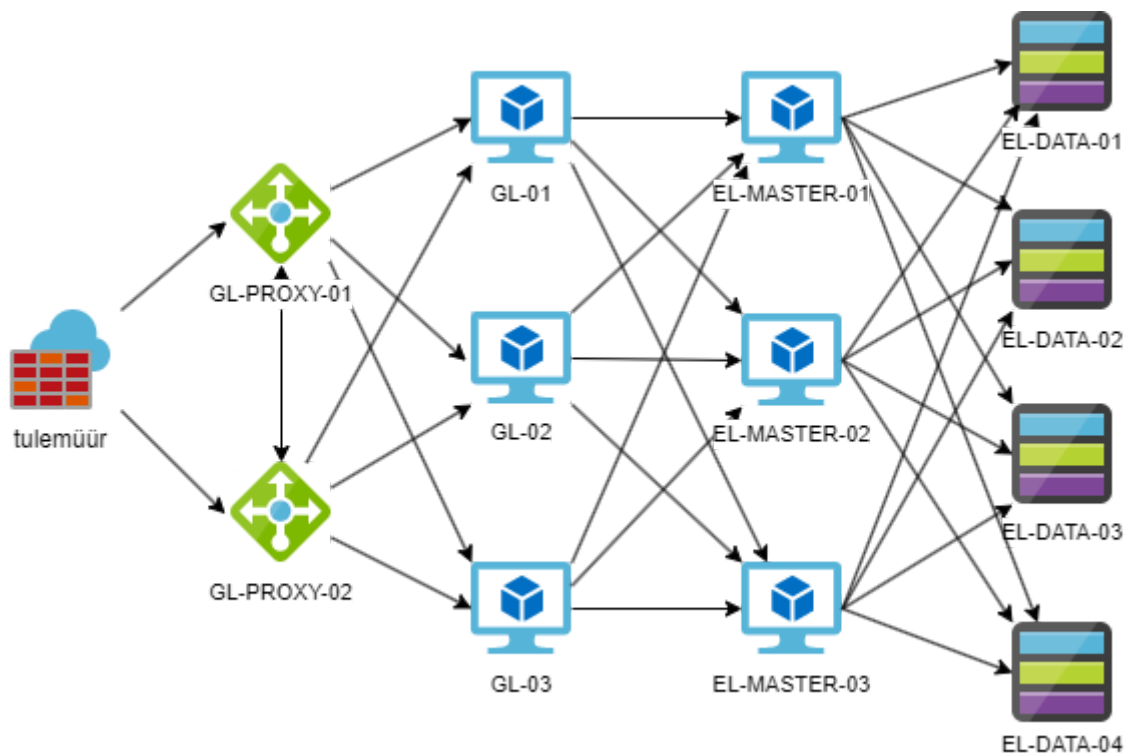 tulemüür
GL-PROXY-01
GL-PROXY-02
GL-01
GL-02
GL-03
EL-MASTER-01
EL-MASTER-02
EL-MASTER-03
EL-DATA-01
EL-DATA-02
EL-DATA-03
EL-DATA-04